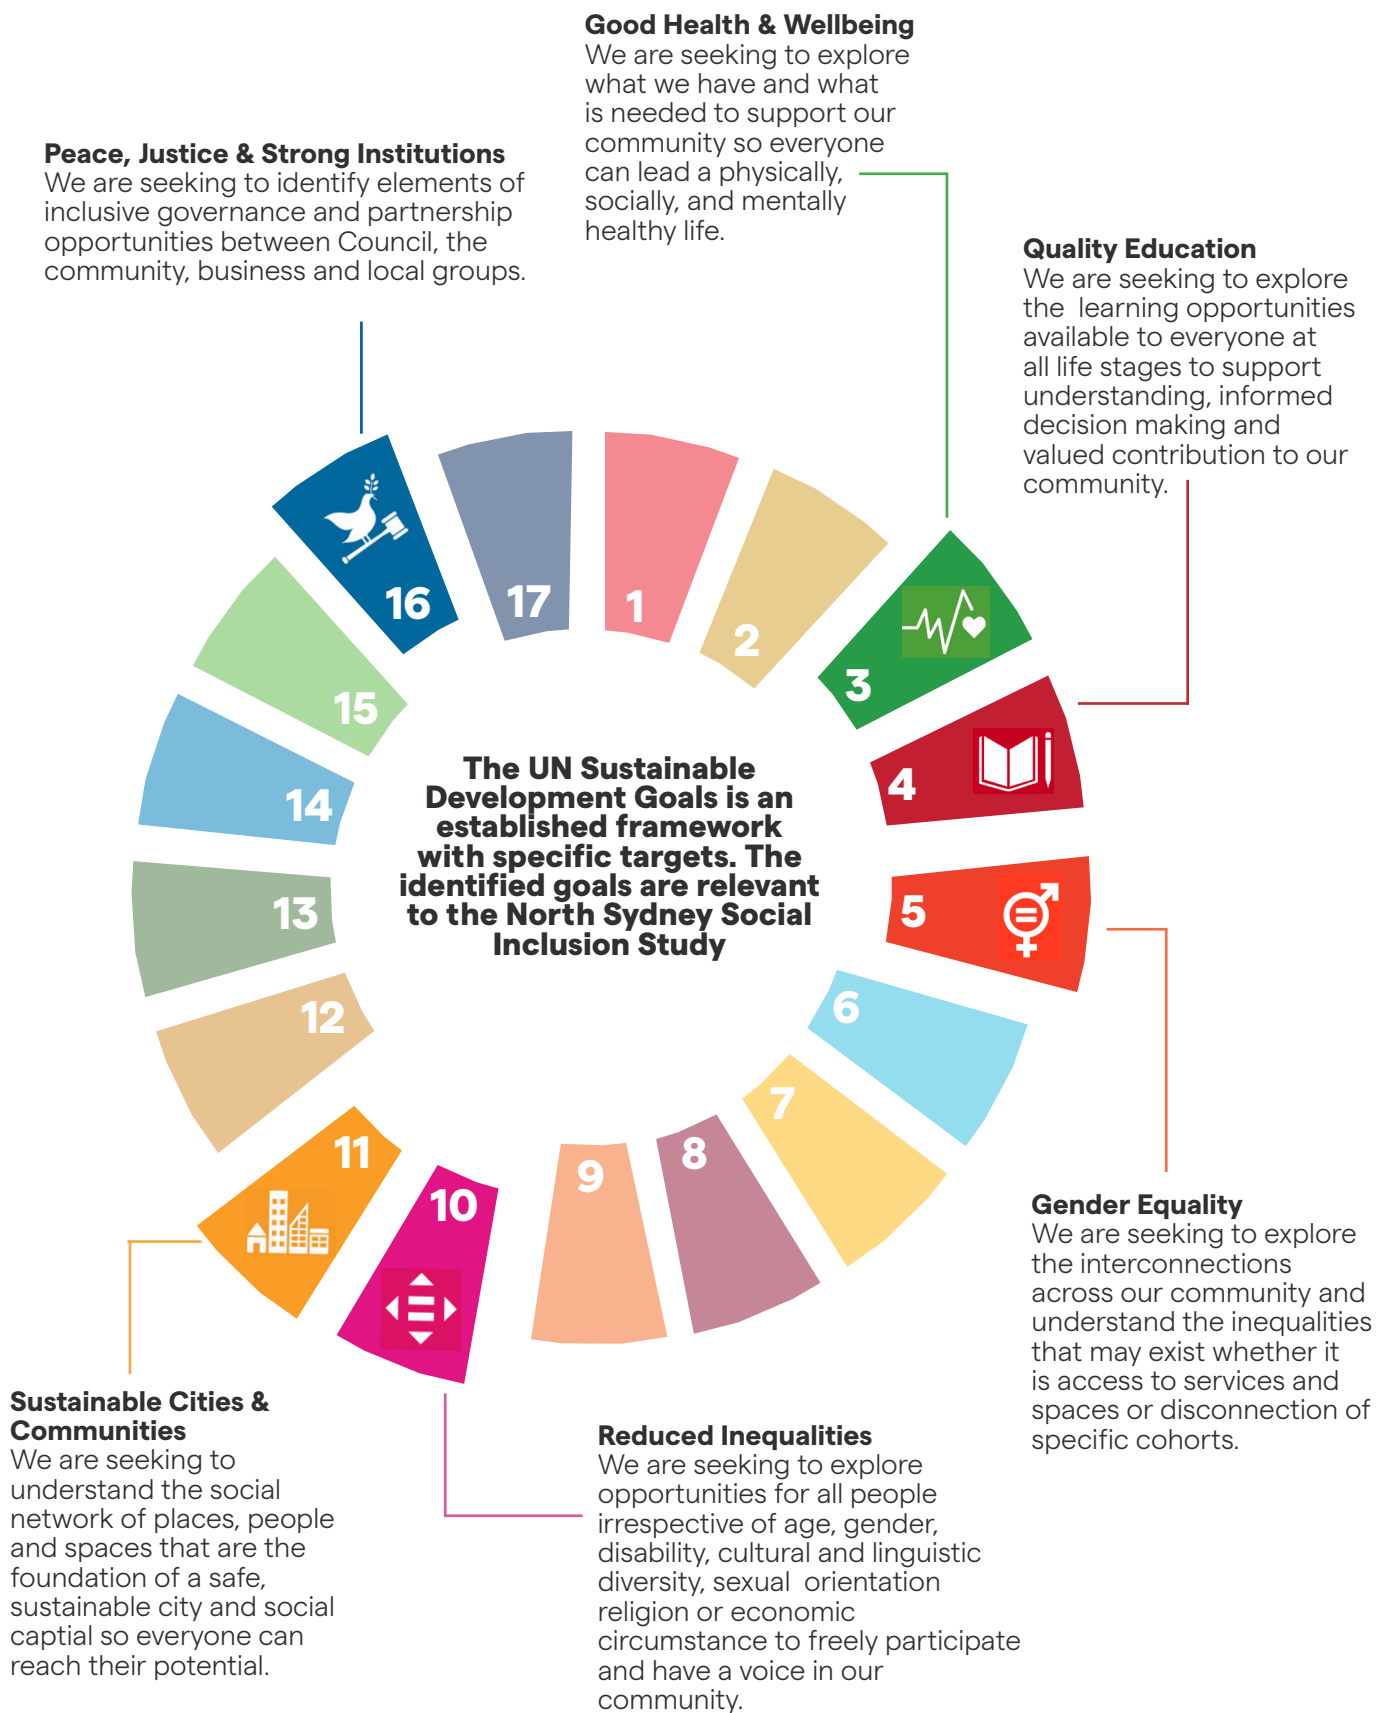 Good Health & Wellbeing
We are seeking to explore
what we have and what
is needed to support our
community so everyone
can lead a physically,
socially, and mentally
healthy life.
Peace, Justice & Strong Institutions
We are seeking to identify elements of
inclusive governance and partnership
opportunities between Council, the
community, business and local groups.
Quality Education
We are seeking to explore
the  learning opportunities
available to everyone at
all life stages to support
understanding, informed
decision making and
valued contribution to our
community.
1
2
3
4
5
6
7
8
9
10
11
12
13
14
15
16
17
The UN Sustainable
Development Goals is an
established framework
with specific targets. The
identified goals are relevant
to the North Sydney Social
Inclusion Study
Gender Equality
We are seeking to explore
the interconnections
across our community and
understand the inequalities
that may exist whether it
is access to services and
spaces or disconnection of
specific cohorts.
Sustainable Cities &
Communities
We are seeking to
understand the social
network of places, people
and spaces that are the
foundation of a safe,
sustainable city and social
captial so everyone can
reach their potential.
Reduced Inequalities
We are seeking to explore
opportunities for all people
irrespective of age, gender,
disability, cultural and linguistic
diversity, sexual  orientation
religion or economic
circumstance to freely participate
and have a voice in our
community.